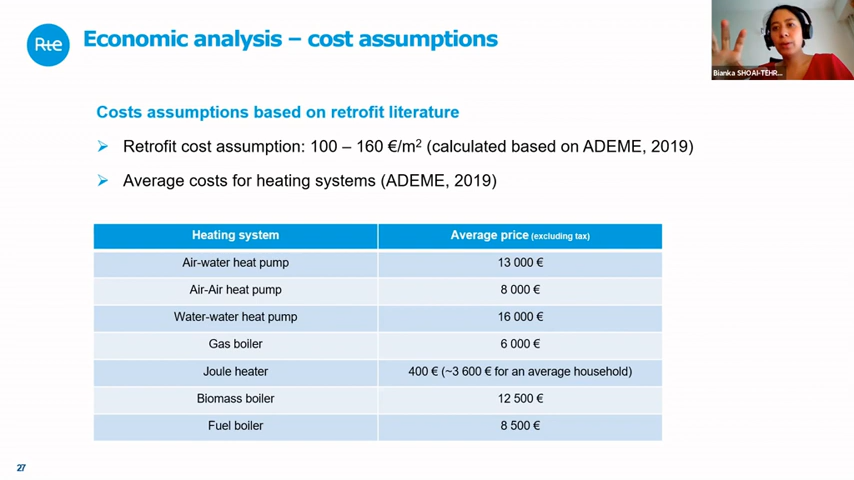 Rte
Economic analysis – cost assumptions
Bianka SHOAI-TEHR...
Costs assumptions based on retrofit literature
Retrofit cost assumption: 100 – 160 €/m² (calculated based on ADEME, 2019)
Average costs for heating systems (ADEME, 2019)
Heating system Average price (excluding tax)
Air-water heat pump 13 000 €
Air-Air heat pump 8 000 €
Water-water heat pump 16 000 €
Gas boiler 6 000 €
Joule heater 400 € (~3 600 € for an average household)
Biomass boiler 12 500 €
Fuel boiler 8 500 €
27